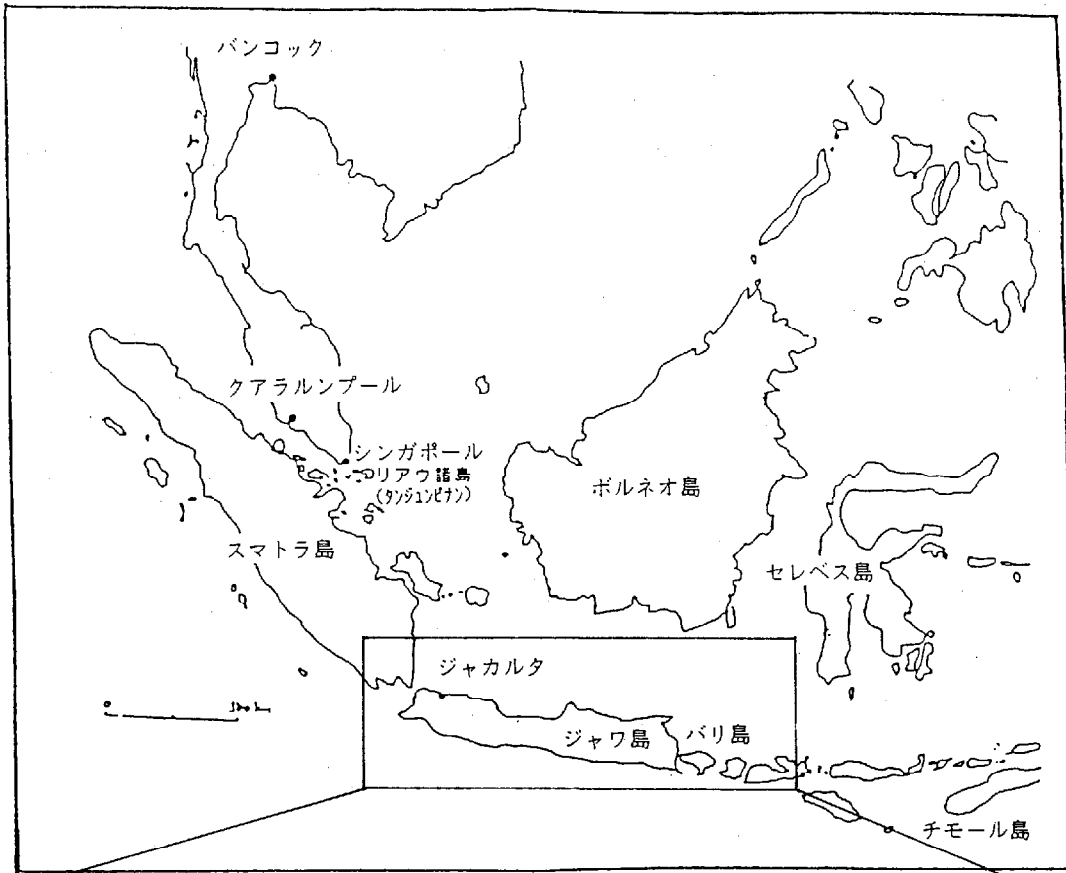 バンコック
クアラルンプール
シンガポール
リアウ諸島
(タンジュンピナン)
ボルネオ島
スマトラ島
セレベス島
ジャカルタ
ジャワ島
バリ島
チモール島